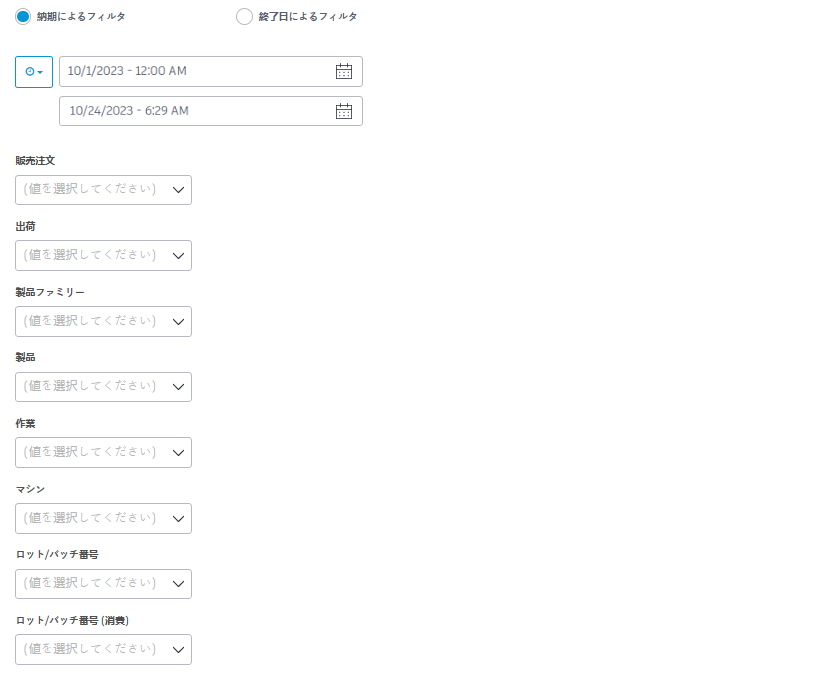 納期によるフィルタ 終了日によるフィルタ
10/1/2023 - 12:00 AM
10/24/2023 - 6:29 AM
販売注文
(値を選択してください)
出荷
(値を選択してください)
製品ファミリー
(値を選択してください)
製品
(値を選択してください)
作業
(値を選択してください)
マシン
(値を選択してください)
ロット/バッチ番号
(値を選択してください)
ロット/バッチ番号 (消費)
(値を選択してください)